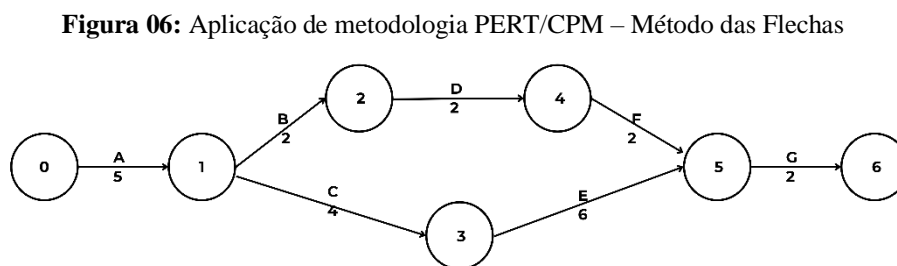 Figura 06: Aplicação de metodologia PERT/CPM – Método das Flechas
2
D
2
4
B
2
F
2
0
A
5
1
5
G
2
6
C
4
E
6
3